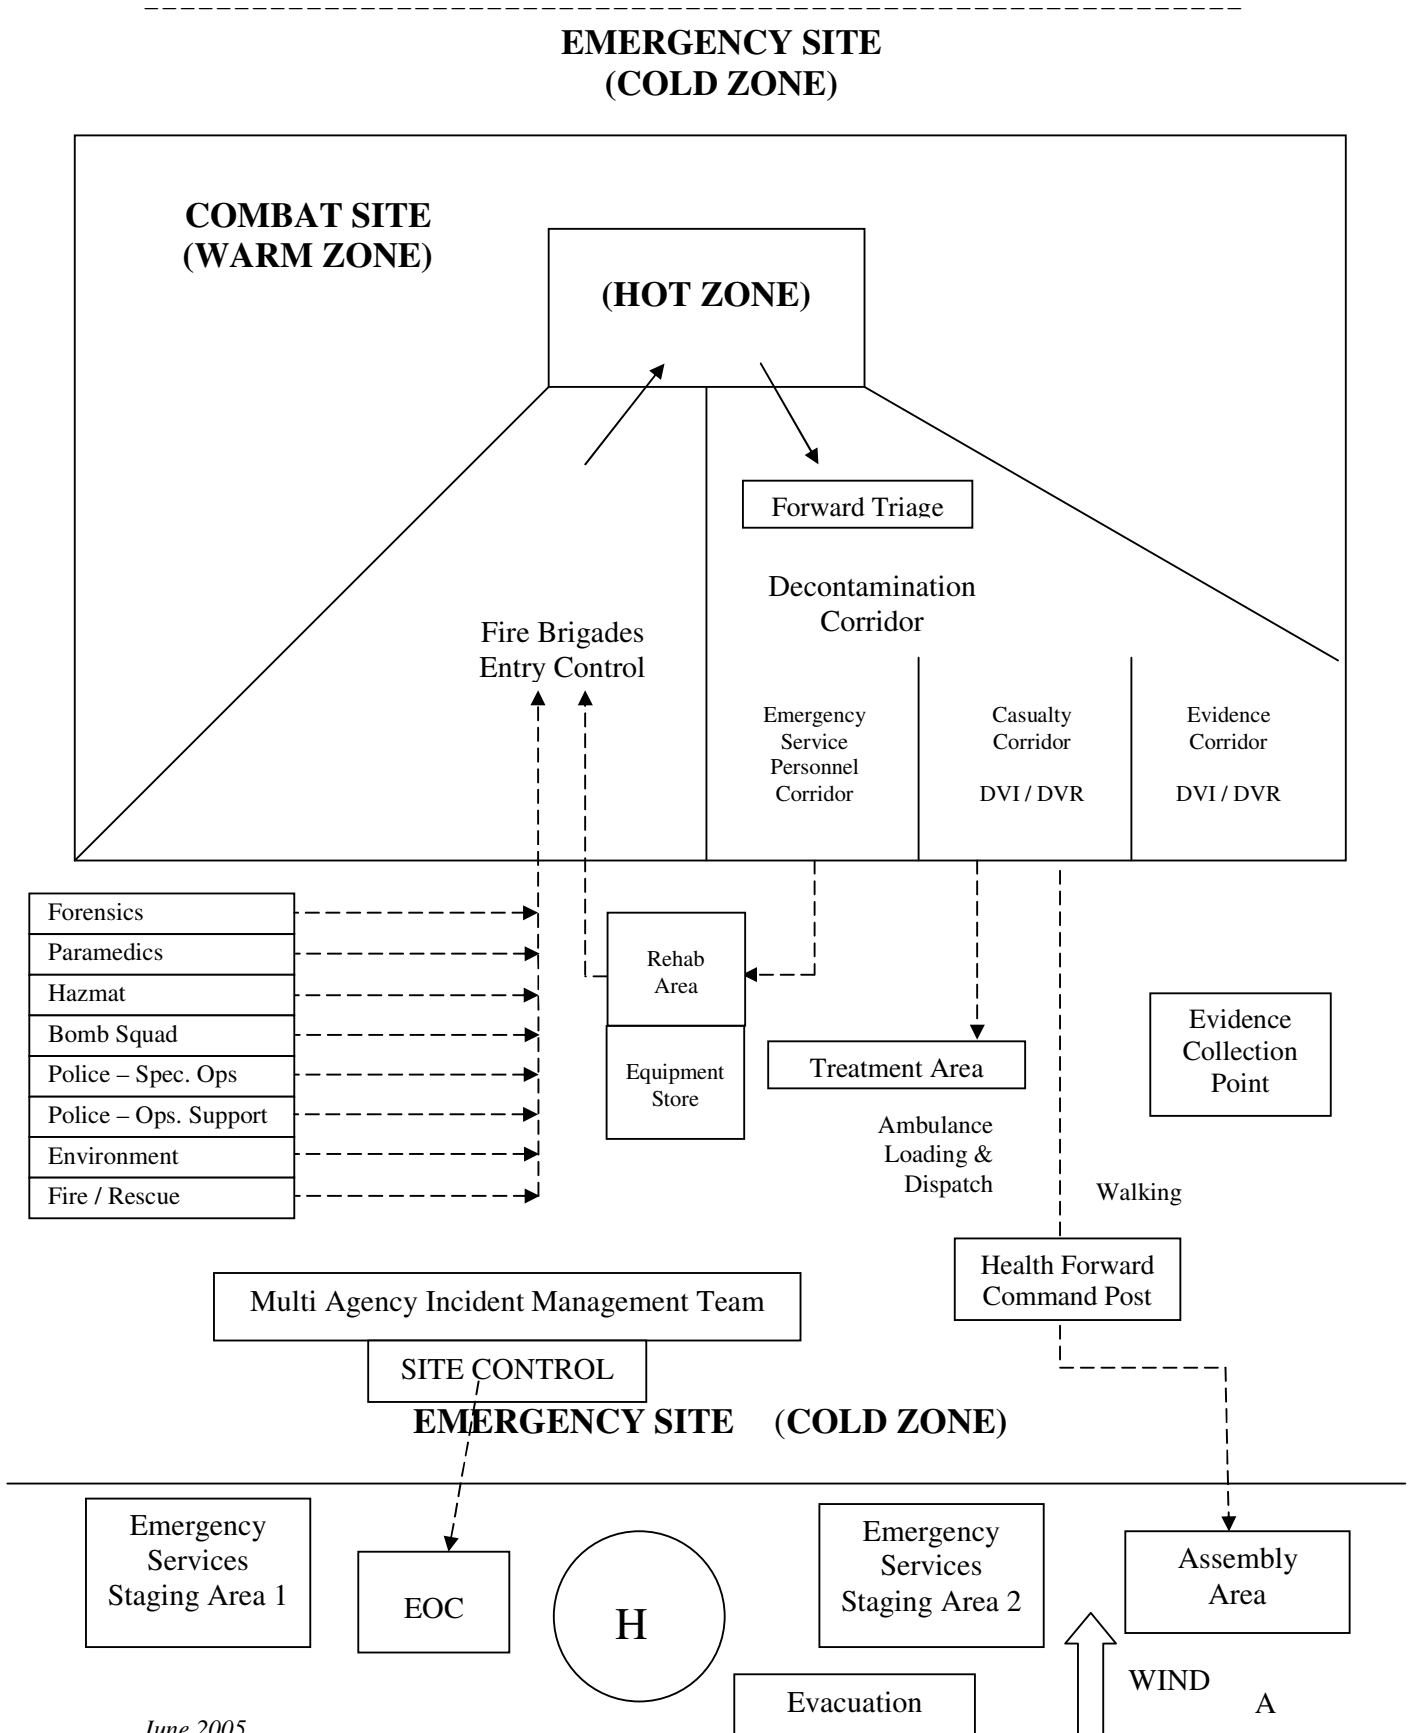 EMERGENCY SITE
(COLD ZONE)
COMBAT SITE
(WARM ZONE)
(HOT ZONE)
Forward Triage
Decontamination
Corridor
Fire Brigades
Entry Control
Emergency
Service
Personnel
Corridor
Casualty
Corridor
DVI / DVR
Evidence
Corridor
DVI / DVR
Forensics
Paramedics
Hazmat
Bomb Squad
Police – Spec. Ops
Police – Ops. Support
Environment
Fire / Rescue
Rehab
Area
Equipment
Store
Treatment Area
Ambulance
Loading &
Dispatch
Evidence
Collection
Point
Walking
Health Forward
Command Post
Multi Agency Incident Management Team
SITE CONTROL
EMERGENCY SITE (COLD ZONE)
Emergency
Services
Staging Area 1
EOC
H
Emergency
Services
Staging Area 2
Assembly
Area
Evacuation
WIND
A
June 2005